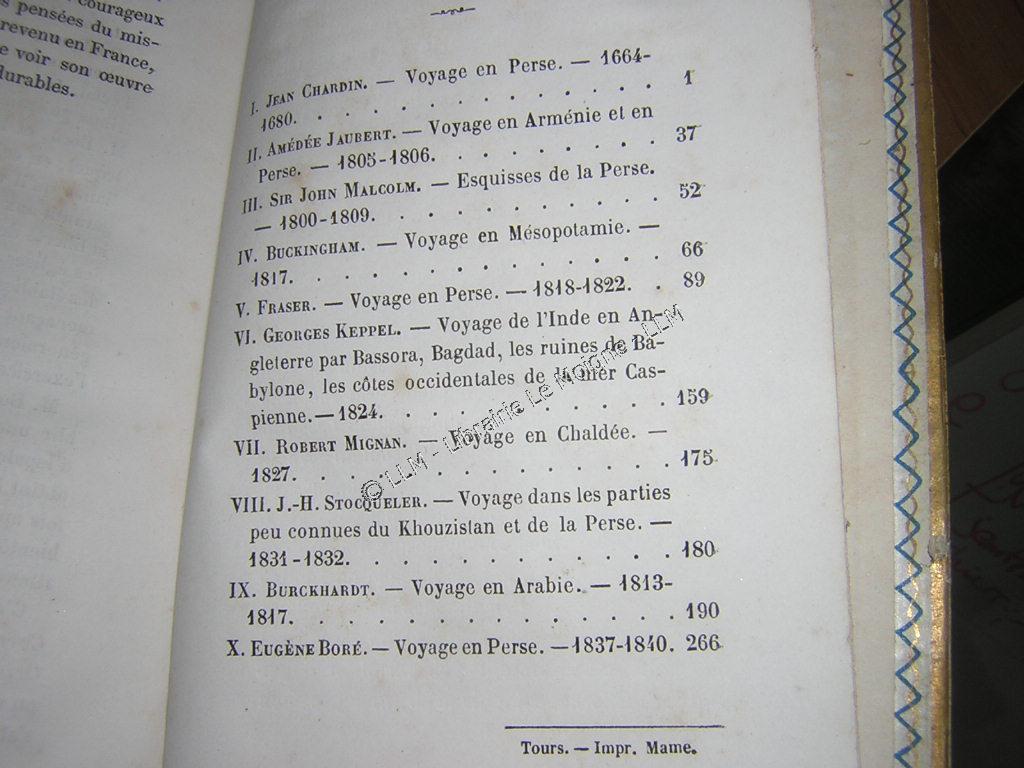 courageux
s pensées du mis-
revenu en France,
e voir son œuvre
durables.
I. JEAN CHARDIN. — Voyage en Perse. — 1664-
1680. . . . . . . . . . . . . . 1
II. AMÉDÉE JAUBERT. — Voyage en Arménie et en
Perse. — 1805-1806. . . . . . . . . 37
III. SIR JOHN MALCOLM. — Esquisses de la Perse.
— 1800-1809. . . . . . . . . . . 52
IV. BUCKINGHAM. — Voyage en Mésopotamie. —
1817. . . . . . . . . . . . . . 66
V. FRASER. — Voyage en Perse. — 1818-1822. . 89
VI. GEORGES KEPPEL. — Voyage de l'Inde en An-
gleterre par Bassora, Bagdad, les ruines de Ba-
bylone, les côtes occidentales de la mer Cas-
pienne. — 1824. . . . . . . . . . 159
VII. ROBERT MIGNAN. — Voyage en Chaldée. —
1827. . . . . . . . . . . . . . 175
VIII. J.-H. STOCQUELER. — Voyage dans les parties
peu connues du Khouzistan et de la Perse. —
1831-1832. . . . . . . . . . . . 180
IX. BURCKHARDT. — Voyage en Arabie. — 1813-
1817. . . . . . . . . . . . . . 190
X. EUGÈNE BORÉ. — Voyage en Perse. — 1837-1840. 266
Tours. — Impr. Mame.
© LLM - Librairie Le Moigne - LLM